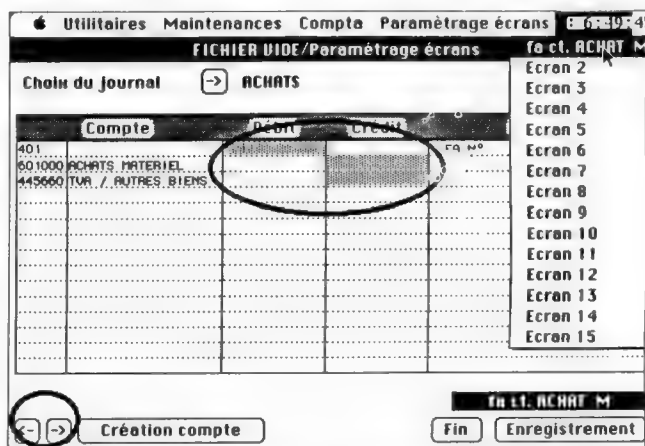 Utilitaires Maintenances Compta Paramètrage écrans
FICHIER VIDE/Paramétrage écrans
fa ct. ACHAT M
Choix du journal -> ACHATS
Ecran 2
Ecran 3
Ecran 4
Ecran 5
Ecran 6
Ecran 7
Ecran 8
Ecran 9
Ecran 10
Ecran 11
Ecran 12
Ecran 13
Ecran 14
Ecran 15
Compte Débit Crédit
401 FA Nº
601000 ACHATS MATERIEL
445660 TVA / AUTRES BIENS
fa ct. ACHAT M
<- -> Création compte Fin Enregistrement